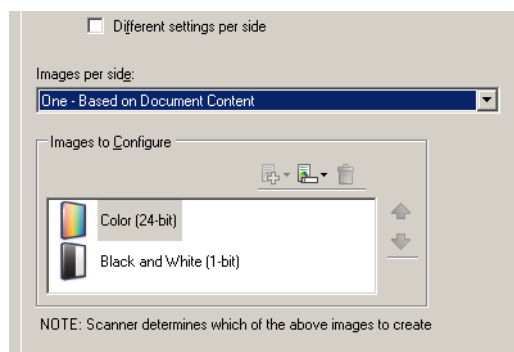 Different settings per side
Images per side:
One - Based on Document Content
Images to Configure
Color (24-bit)
Black and White (1-bit)
NOTE: Scanner determines which of the above images to create